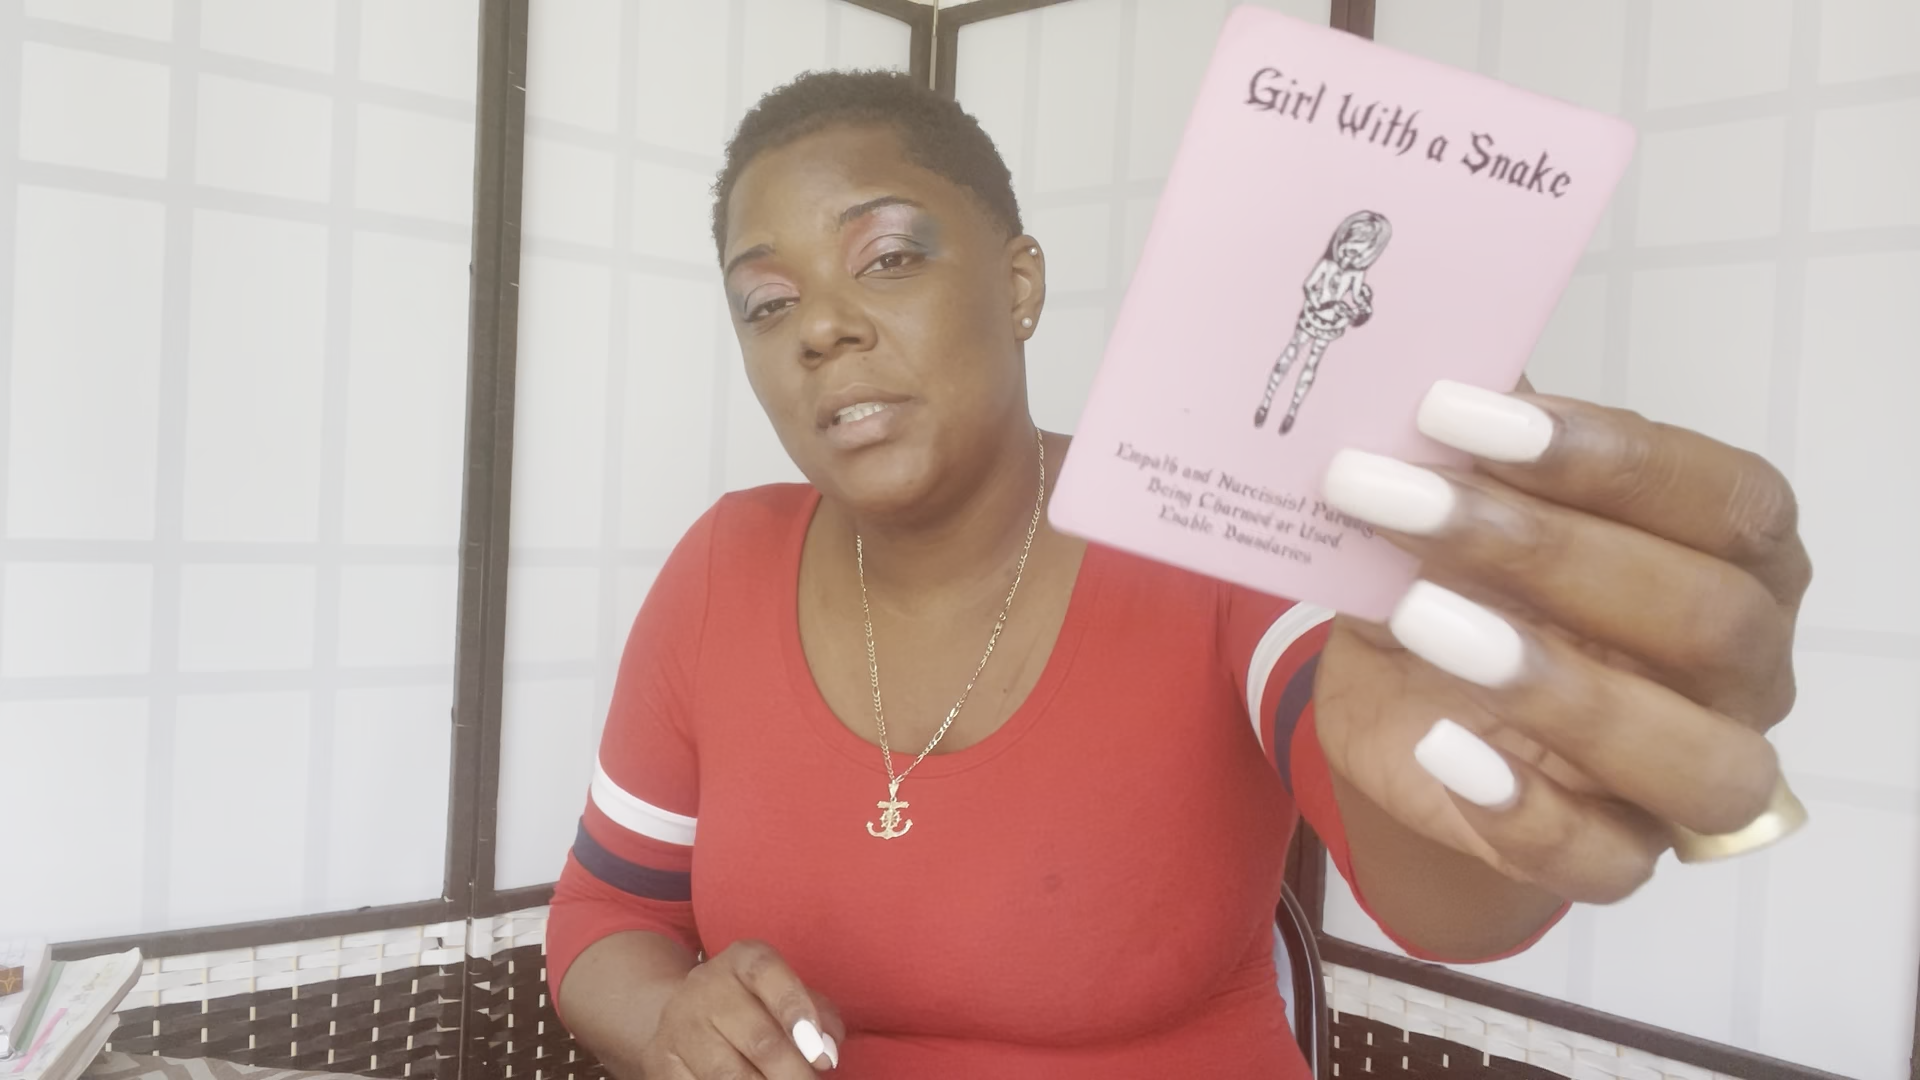 Girl With a Snake
Empath and Narcissist
Being Charmed or Used.
Enable. Boundaries.